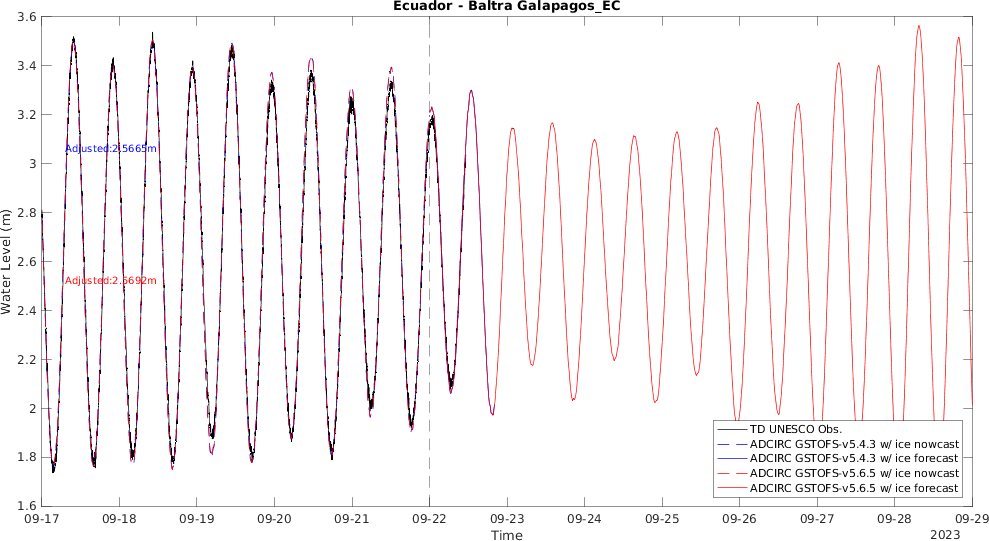 Ecuador - Baltra Galapagos_EC
3.6
3.4
3.2
3
2.8
2.6
2.4
2.2
2
1.8
1.6
Water Level (m)
Adjusted:2.5665m
Adjusted:2.5692m
TD UNESCO Obs.
ADCIRC GSTOFS-v5.4.3 w/ ice nowcast
ADCIRC GSTOFS-v5.4.3 w/ ice forecast
ADCIRC GSTOFS-v5.6.5 w/ ice nowcast
ADCIRC GSTOFS-v5.6.5 w/ ice forecast
09-17 09-18 09-19 09-20 09-21 09-22 09-23 09-24 09-25 09-26 09-27 09-28 09-29
Time
2023